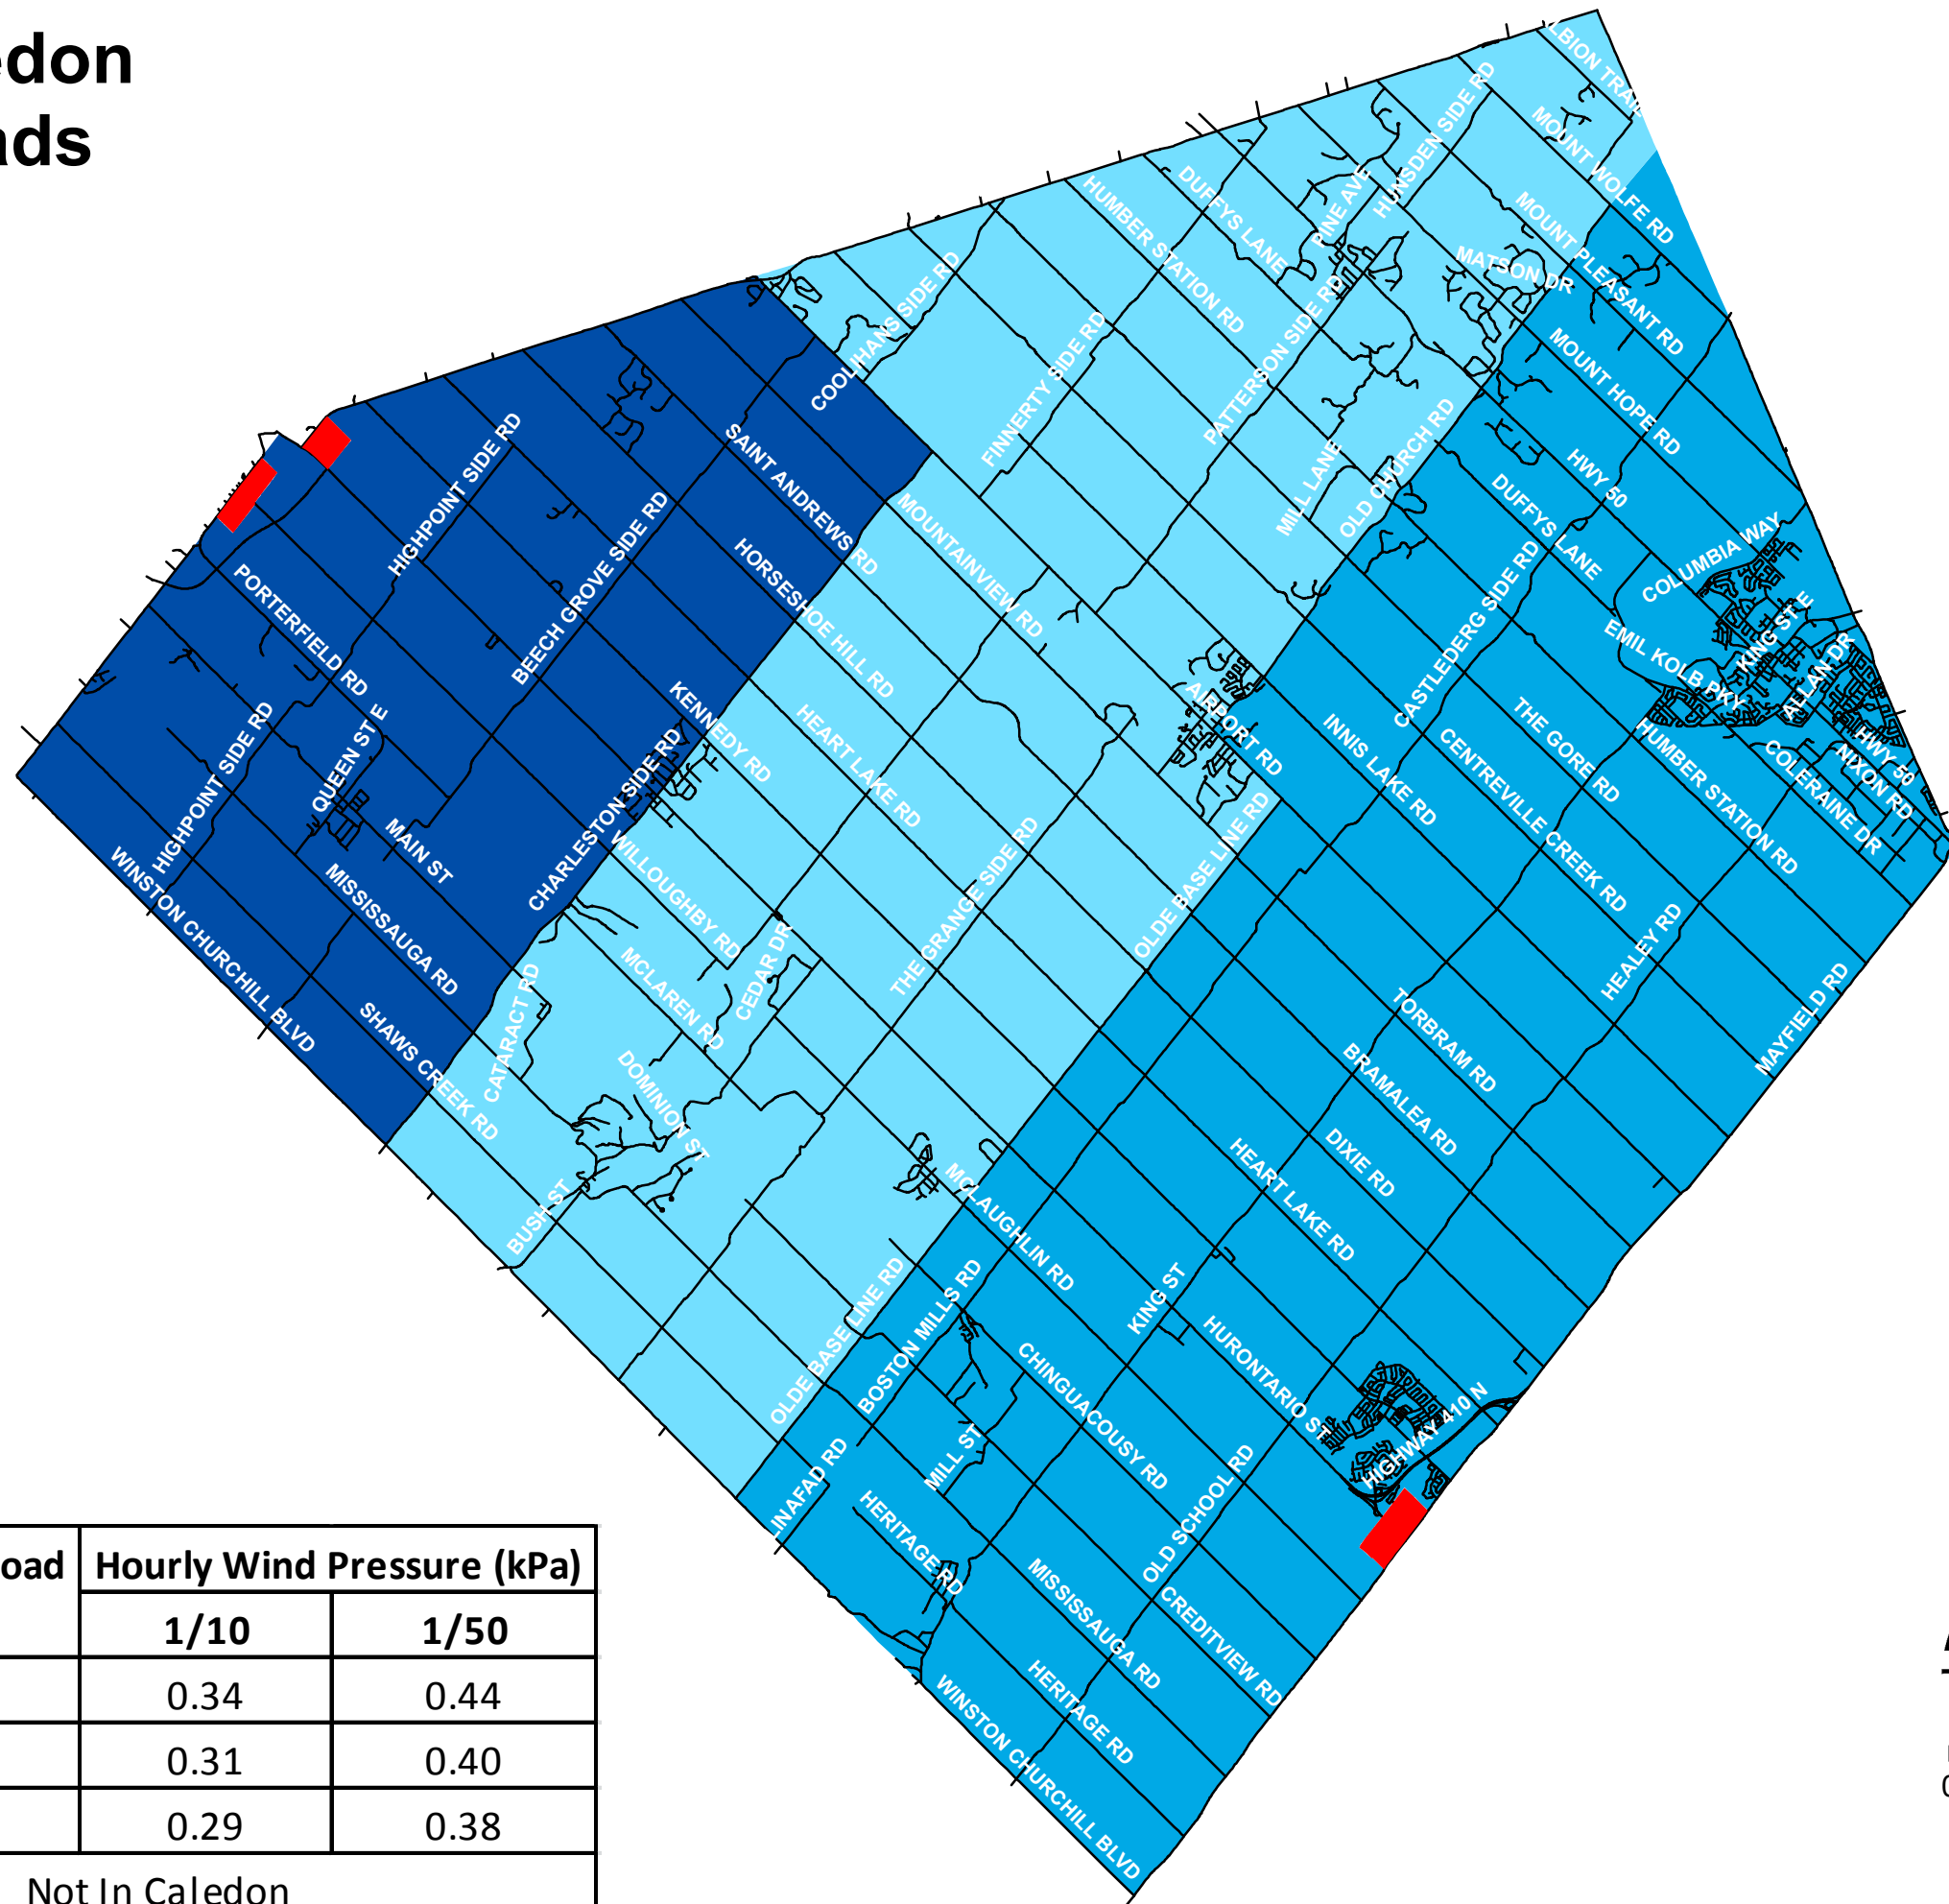 edon
ads
ALBION TRAIL
MOUNT WOLFE RD
HUNSDEN SIDE RD
PINE AVE
DUFFYS LANE
HUMBER STATION RD
MOUNT PLEASANT RD
MATSON DR
COOLIHANS SIDE RD
FINNERTY SIDE RD
PATTERSON SIDE RD
MOUNT HOPE RD
OLD CHURCH RD
MILL LANE
HWY 50
DUFFYS LANE
COLUMBIA WAY
HIGHPOINT SIDE RD
SAINT ANDREWS RD
BEECH GROVE SIDE RD
MOUNTAINVIEW RD
HORSESHOE HILL RD
PORTERFIELD RD
CASTLEDERG SIDE RD
EMIL KOLB PKY
KING ST E
ALLAN DR
KENNEDY RD
HEART LAKE RD
AIRPORT RD
INNIS LAKE RD
CENTREVILLE CREEK RD
THE GORE RD
HUMBER STATION RD
COLERAINE DR
NIXON RD
HWY 50
HIGHPOINT SIDE RD
QUEEN ST E
MAIN ST
CHARLESTON SIDE RD
WILLOUGHBY RD
THE GRANGE SIDE RD
OLDE BASE LINE RD
WINSTON CHURCHILL BLVD
MISSISSAUGA RD
SHAWS CREEK RD
CATARACT RD
MCLAREN RD
CEDAR DR
DOMINION ST
HEALEY RD
MAYFIELD RD
TORBRAM RD
BRAMALEA RD
DIXIE RD
HEART LAKE RD
BUSH ST
MCLAUGHLIN RD
OLDE BASE LINE RD
BOSTON MILLS RD
KING ST
HURONTARIO ST
CHINGUACOUSY RD
HIGHWAY 410 N
MILL ST
OLD SCHOOL RD
LINAFAD RD
HERITAGE RD
MISSISSAUGA RD
CREDITVIEW RD
HERITAGE RD
WINSTON CHURCHILL BLVD
oad Hourly Wind Pressure (kPa)
1/10 1/50
0.34 0.44
0.31 0.40
0.29 0.38
Not In Caledon